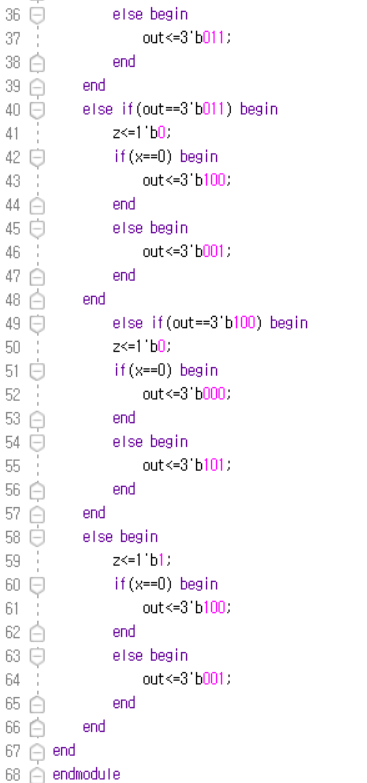 36 else begin
37 out<=3'b011;
38 end
39 end
40 else if(out==3'b011) begin
41 z<=1'b0;
42 if(x==0) begin
43 out<=3'b100;
44 end
45 else begin
46 out<=3'b001;
47 end
48 end
49 else if(out==3'b100) begin
50 z<=1'b0;
51 if(x==0) begin
52 out<=3'b000;
53 end
54 else begin
55 out<=3'b101;
56 end
57 end
58 else begin
59 z<=1'b1;
60 if(x==0) begin
61 out<=3'b100;
62 end
63 else begin
64 out<=3'b001;
65 end
66 end
67 end
68 endmodule